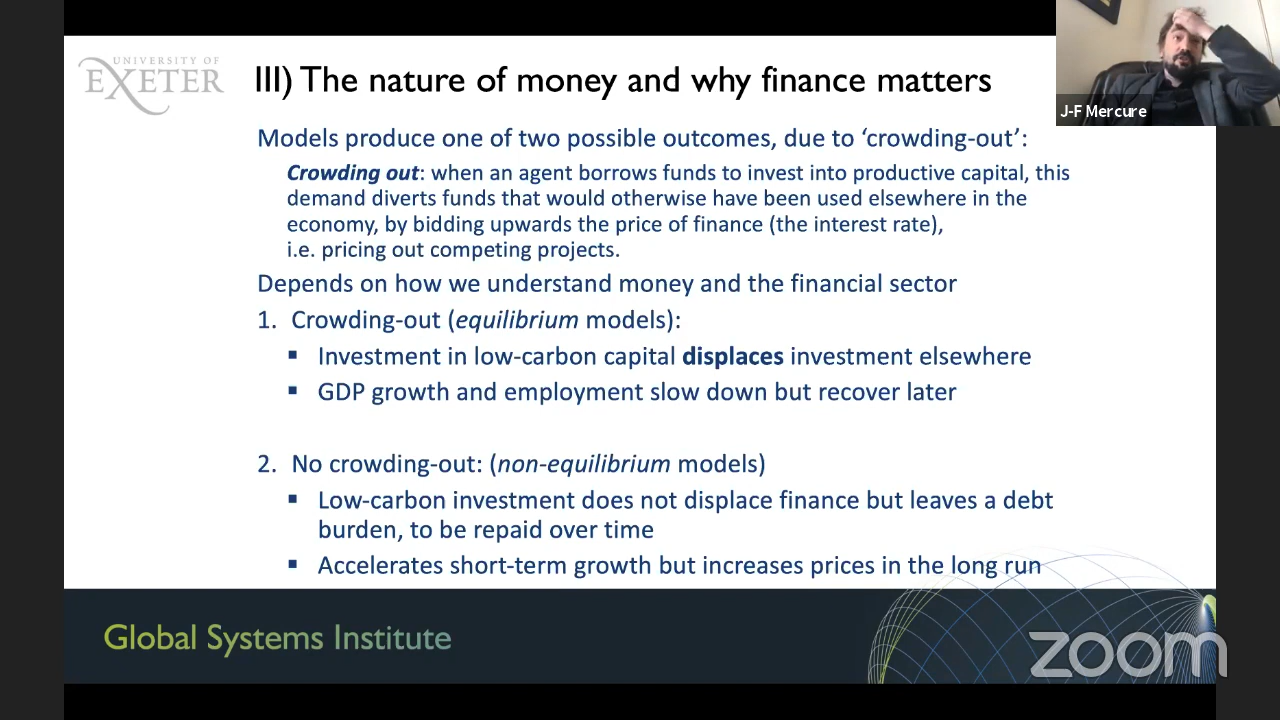 UNIVERSITY OF
EXETER
III) The nature of money and why finance matters
J-F Mercure
Models produce one of two possible outcomes, due to ‘crowding-out’:
Crowding out: when an agent borrows funds to invest into productive capital, this
demand diverts funds that would otherwise have been used elsewhere in the
economy, by bidding upwards the price of finance (the interest rate),
i.e. pricing out competing projects.
Depends on how we understand money and the financial sector
1. Crowding-out (equilibrium models):
▪ Investment in low-carbon capital displaces investment elsewhere
▪ GDP growth and employment slow down but recover later
2. No crowding-out: (non-equilibrium models)
▪ Low-carbon investment does not displace finance but leaves a debt
burden, to be repaid over time
▪ Accelerates short-term growth but increases prices in the long run
Global Systems Institute
zoom